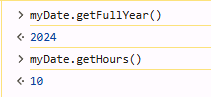 > myDate.getFullYear()
<· 2024
> myDate.getHours()
<· 10